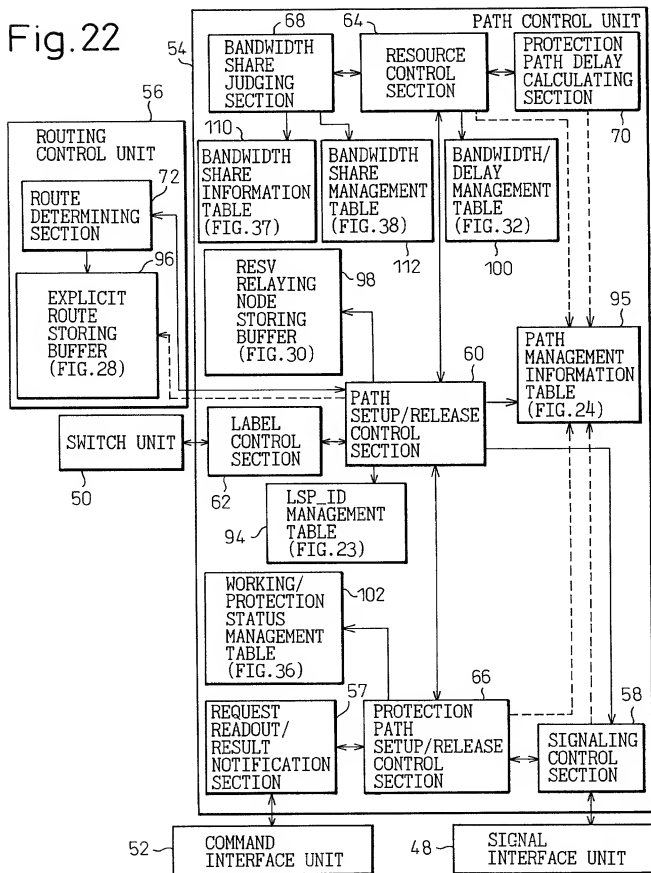 Fig.22
54
68
64
PATH CONTROL UNIT
BANDWIDTH
SHARE
JUDGING
SECTION
RESOURCE
CONTROL
SECTION
PROTECTION
PATH DELAY
CALCULATING
SECTION
70
56
ROUTING
CONTROL UNIT
72
ROUTE
DETERMINING
SECTION
96
EXPLICIT
ROUTE
STORING
BUFFER
(FIG.28)
110
BANDWIDTH
SHARE
INFORMATION
TABLE
(FIG.37)
BANDWIDTH
SHARE
MANAGEMENT
TABLE
(FIG.38)
112
BANDWIDTH/
DELAY
MANAGEMENT
TABLE
(FIG.32)
100
98
RESV
RELAYING
NODE
STORING
BUFFER
(FIG.30)
95
PATH
MANAGEMENT
INFORMATION
TABLE
(FIG.24)
60
PATH
SETUP/RELEASE
CONTROL
SECTION
SWITCH UNIT
50
LABEL
CONTROL
SECTION
62
LSP_ID
MANAGEMENT
TABLE
(FIG.23)
94
WORKING/
PROTECTION
STATUS
MANAGEMENT
TABLE
(FIG.36)
102
57
REQUEST
READOUT/
RESULT
NOTIFICATION
SECTION
66
PROTECTION
PATH
SETUP/RELEASE
CONTROL
SECTION
58
SIGNALING
CONTROL
SECTION
52
COMMAND
INTERFACE UNIT
48
SIGNAL
INTERFACE UNIT